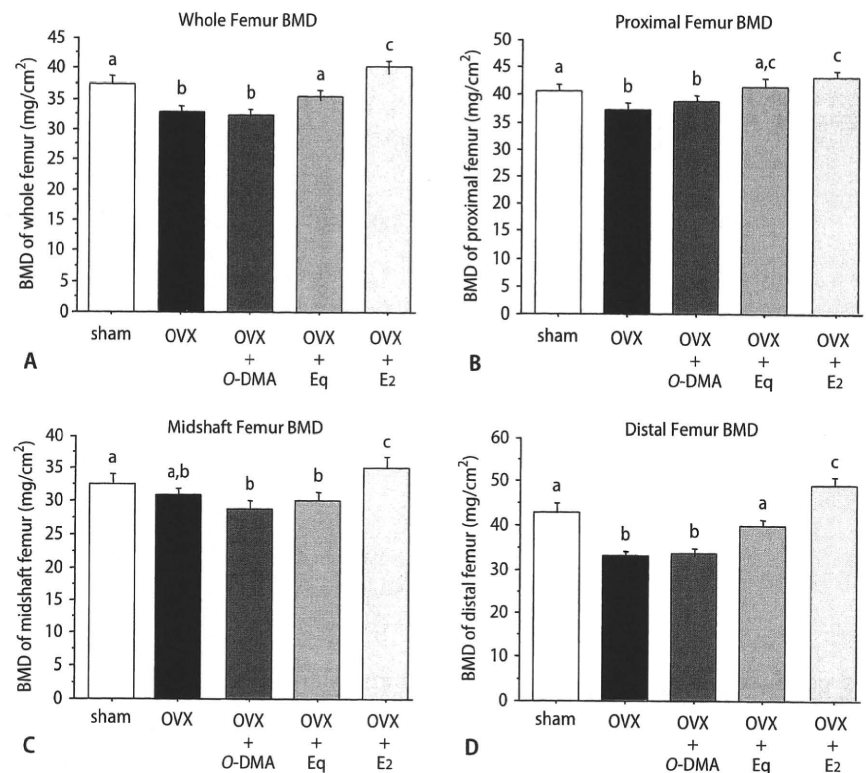 Whole Femur BMD
BMD of whole femur (mg/cm²)
45
40
35
30
25
20
15
10
5
0
a
b
b
a
c
sham
OVX
OVX + O-DMA
OVX + Eq
OVX + E2
A
Proximal Femur BMD
BMD of proximal femur (mg/cm²)
50
45
40
35
30
25
20
15
10
5
0
a
b
b
a,c
c
sham
OVX
OVX + O-DMA
OVX + Eq
OVX + E2
B
Midshaft Femur BMD
BMD of midshaft femur (mg/cm²)
35
30
25
20
15
10
5
0
a
a,b
b
b
c
sham
OVX
OVX + O-DMA
OVX + Eq
OVX + E2
C
Distal Femur BMD
BMD of distal femur (mg/cm²)
60
50
40
30
20
10
0
a
b
b
a
c
sham
OVX
OVX + O-DMA
OVX + Eq
OVX + E2
D